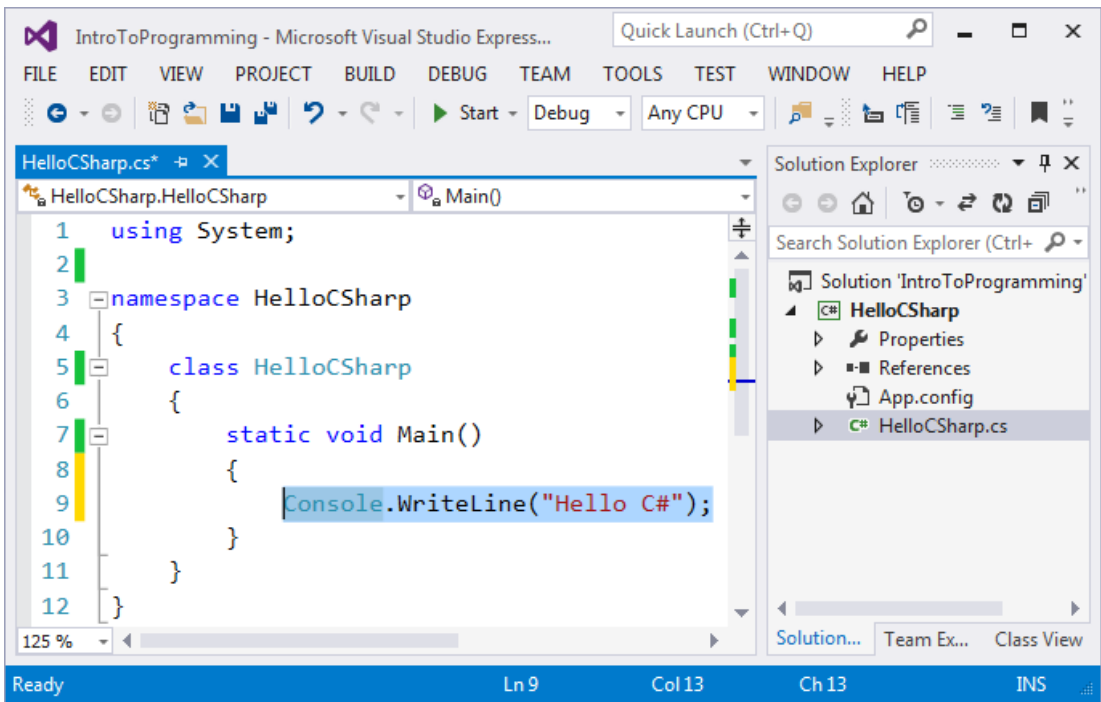 IntroToProgramming - Microsoft Visual Studio Express...
Quick Launch (Ctrl+Q)
FILE EDIT VIEW PROJECT BUILD DEBUG TEAM TOOLS TEST WINDOW HELP
Start Debug Any CPU
HelloCSharp.cs*
HelloCSharp.HelloCSharp
Main()
1 using System;
2
3 namespace HelloCSharp
4 {
5 class HelloCSharp
6 {
7 static void Main()
8 {
9 Console.WriteLine("Hello C#");
10 }
11 }
12 }
125 %
Solution Explorer
Search Solution Explorer (Ctrl+
Solution 'IntroToProgramming'
C# HelloCSharp
Properties
References
App.config
C# HelloCSharp.cs
Solution... Team Ex... Class View
Ready Ln 9 Col 13 Ch 13 INS